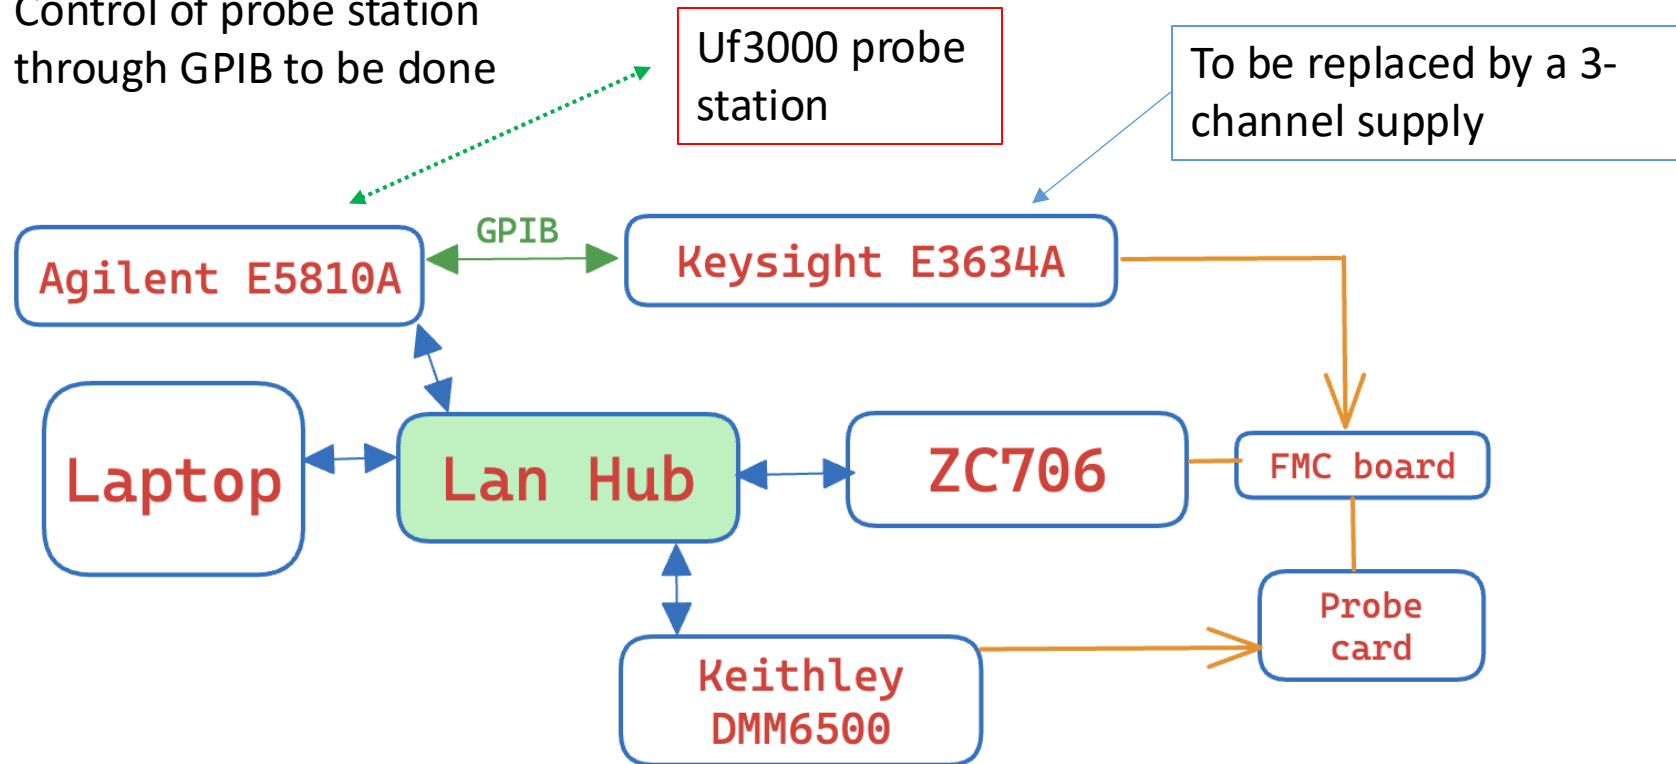 Control of probe station
through GPIB to be done
Uf3000 probe
station
To be replaced by a 3-
channel supply
GPIB
Agilent E5810A
Keysight E3634A
Laptop
Lan Hub
ZC706
FMC board
Probe
card
Keithley
DMM6500